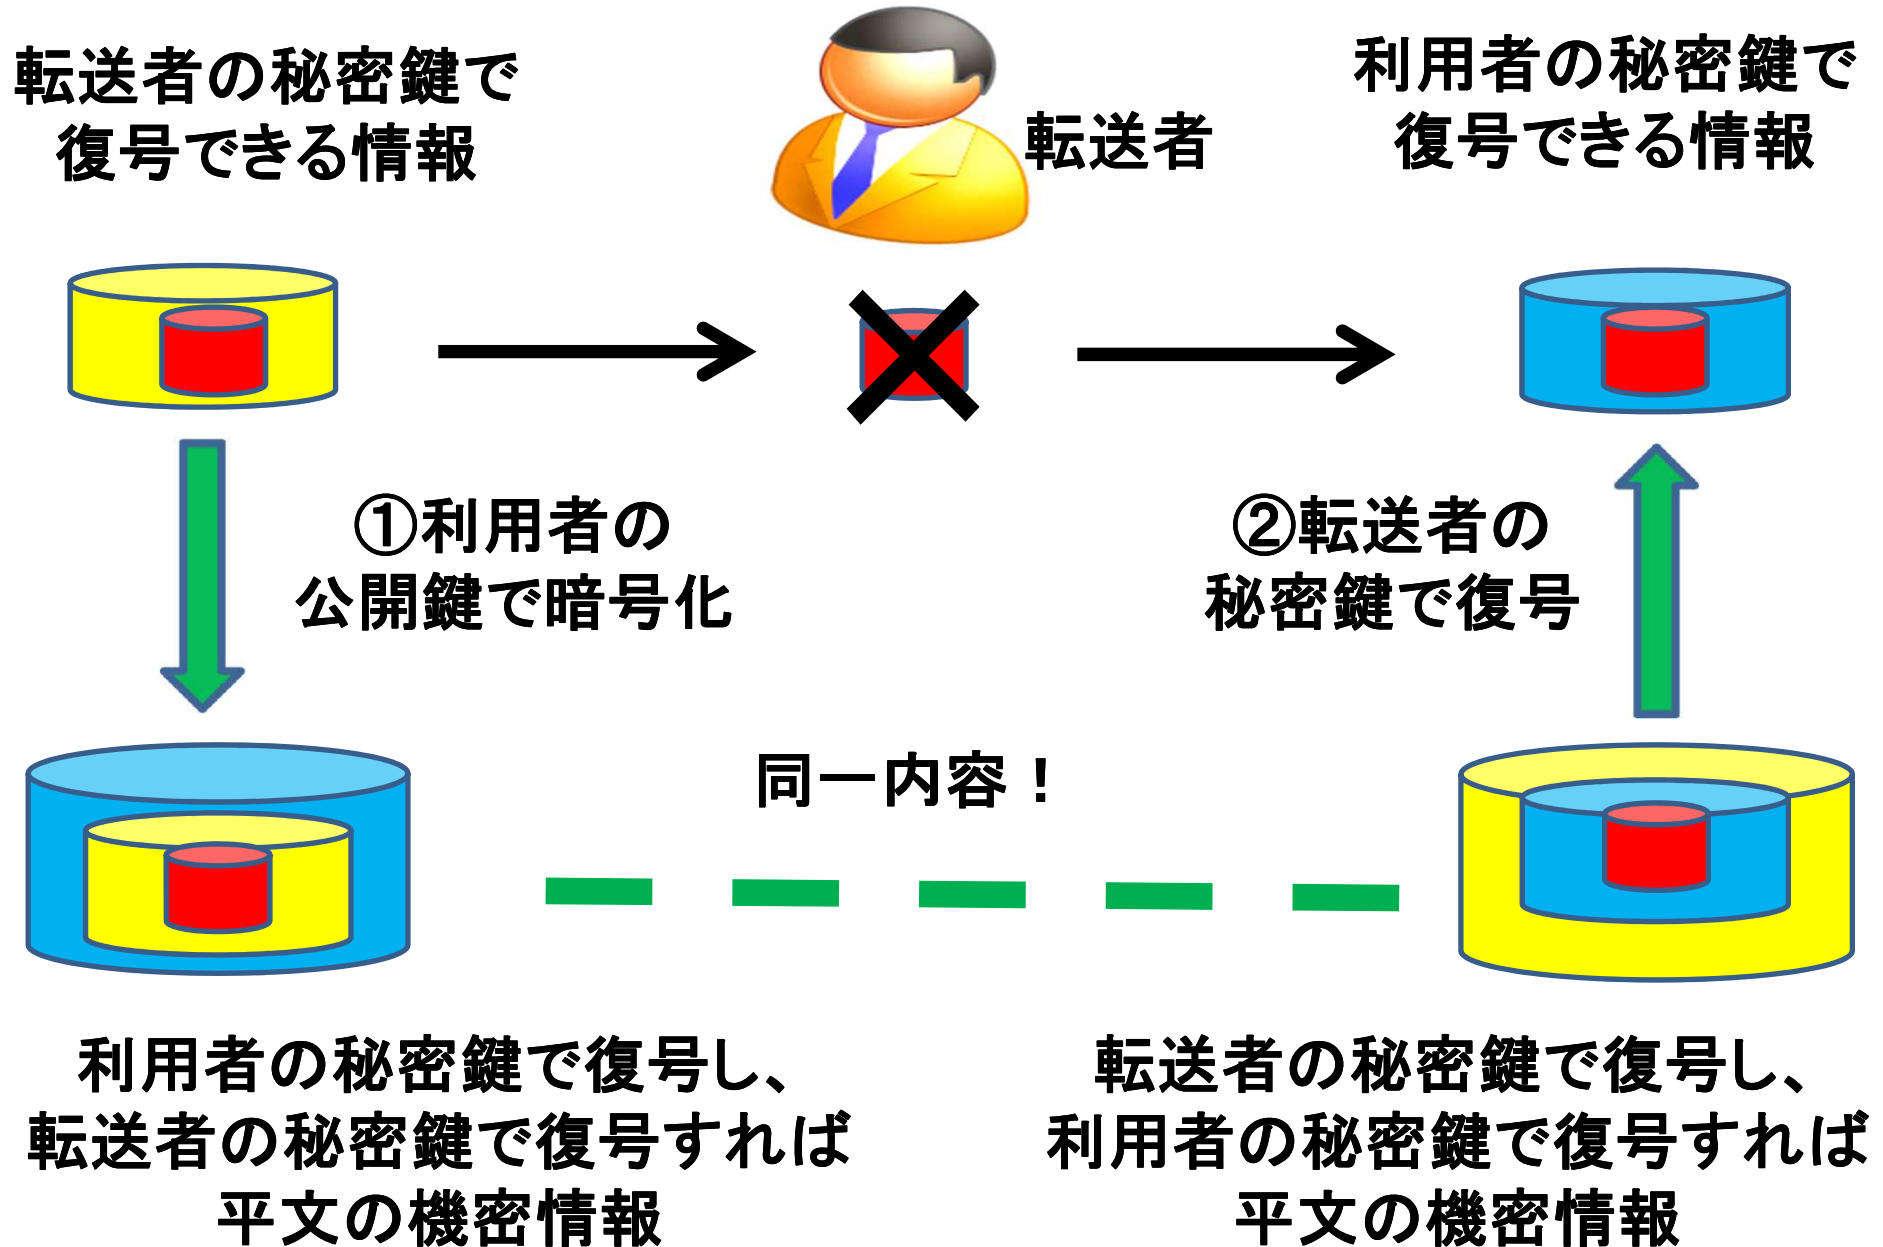 転送者の秘密鍵で
復号できる情報
転送者
利用者の秘密鍵で
復号できる情報
①利用者の
公開鍵で暗号化
②転送者の
秘密鍵で復号
同一内容！
利用者の秘密鍵で復号し、
転送者の秘密鍵で復号すれば
平文の機密情報
転送者の秘密鍵で復号し、
利用者の秘密鍵で復号すれば
平文の機密情報